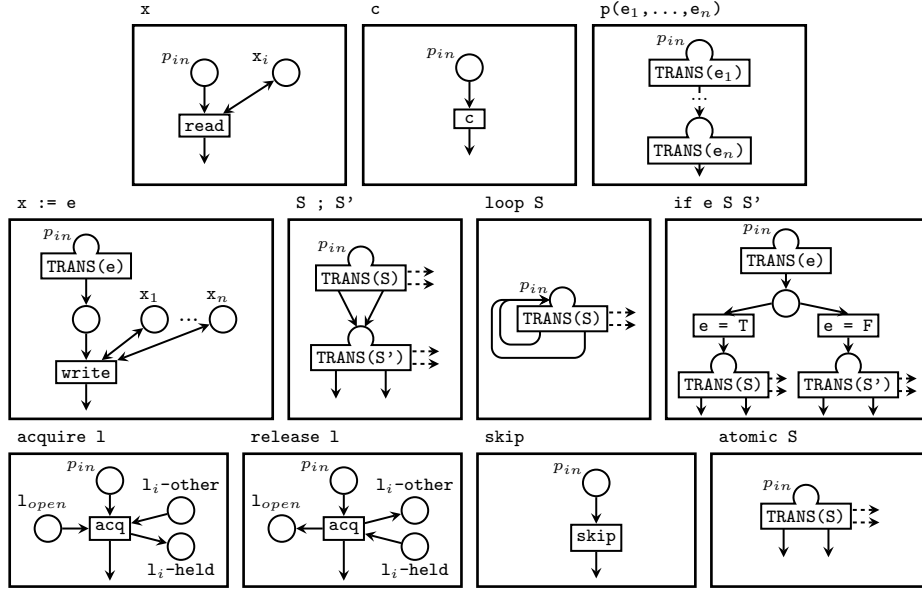 x c p(e₁,...,eₙ)
pᵢₙ xᵢ pᵢₙ pᵢₙ
TRANS(e₁)
...
read c
TRANS(eₙ)
x := e S ; S’ loop S if e S S’
pᵢₙ pᵢₙ pᵢₙ
TRANS(e) TRANS(S) pᵢₙ TRANS(e)
x₁ ... xₙ
TRANS(S) e = T e = F
write TRANS(S’) TRANS(S) TRANS(S’)
acquire l release l skip atomic S
pᵢₙ pᵢₙ pᵢₙ
lᵢ-other lᵢ-other pᵢₙ
lₒₚₑₙ lₒₚₑₙ
acq acq skip TRANS(S)
lᵢ-held lᵢ-held